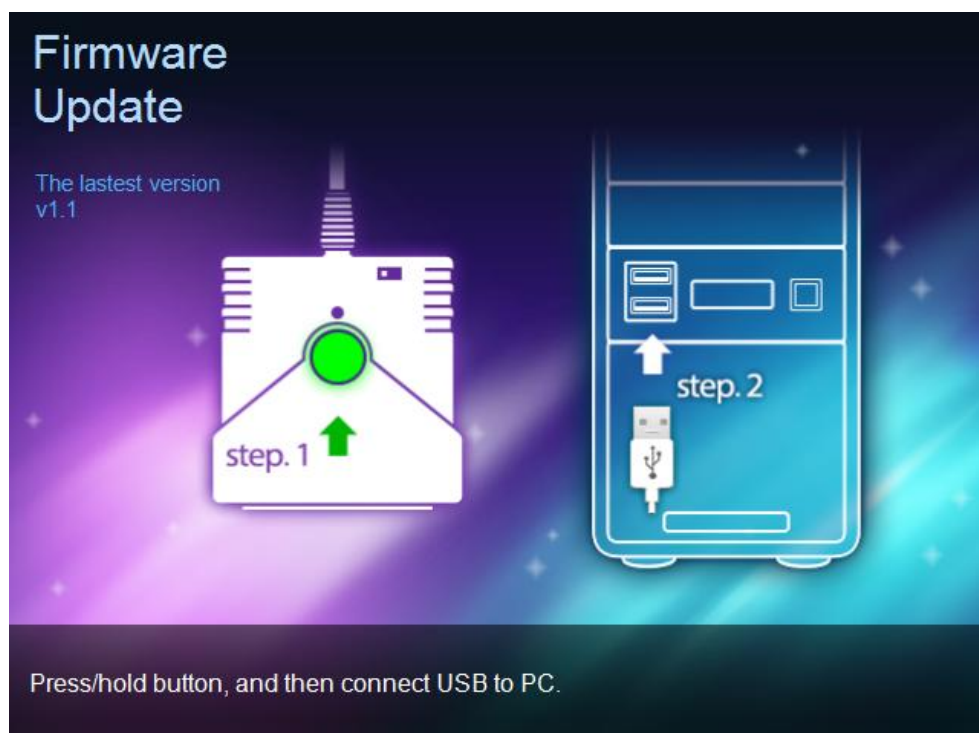 Firmware
Update
The lastest version
v1.1
step. 1
step. 2
Press/hold button, and then connect USB to PC.